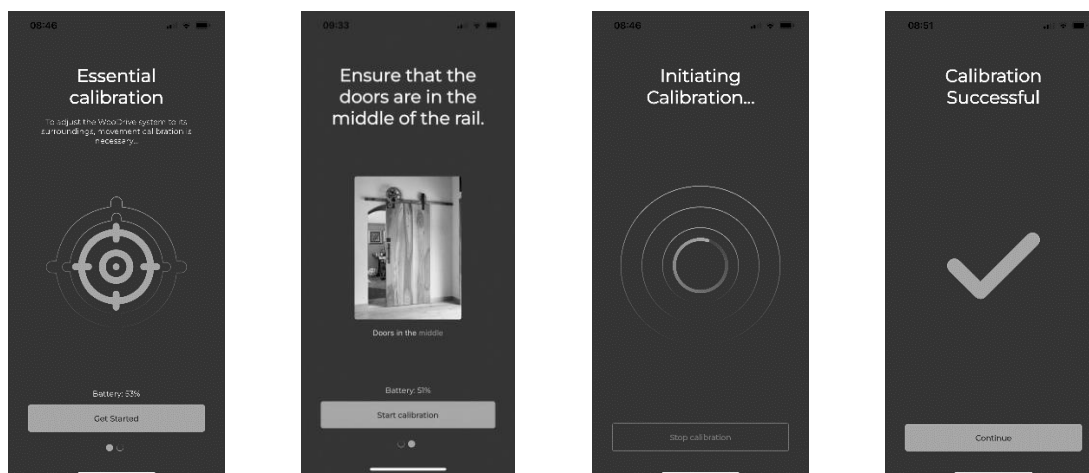 08:46
Essential
calibration
To adjust the WooDrive system to its
surroundings, movement calibration is
necessary...
Battery: 53%
Get Started
09:33
Ensure that the
doors are in the
middle of the rail.
Doors in the middle
Battery: 51%
Start calibration
08:46
Initiating
Calibration...
Stop calibration
08:51
Calibration
Successful
Continue